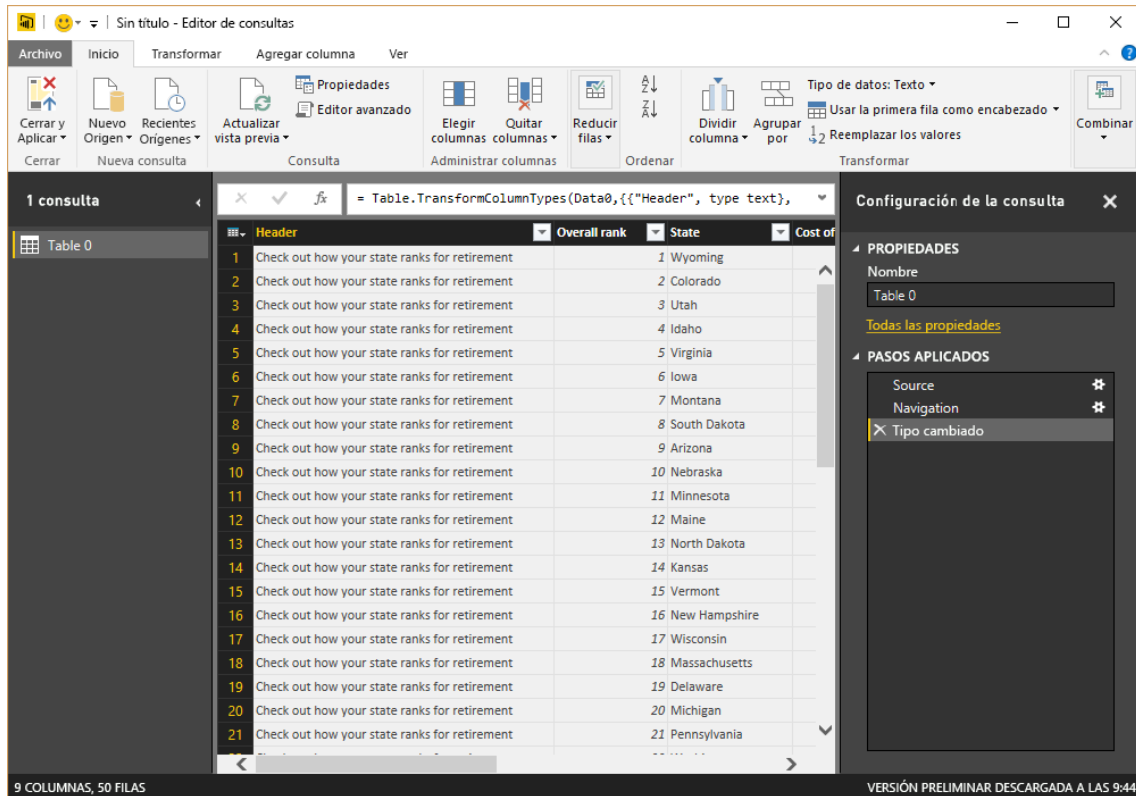 Sin título - Editor de consultas
Archivo Inicio Transformar Agregar columna Ver
Cerrar y Aplicar
Nuevo Origen
Recientes Orígenes
Actualizar vista previa
Propiedades
Editor avanzado
Elegir columnas
Quitar columnas
Reducir filas
Dividir columna
Agrupar por
Tipo de datos: Texto
Usar la primera fila como encabezado
Reemplazar los valores
Combinar
Cerrar Nueva consulta Consulta Administrar columnas Ordenar Transformar
1 consulta
Table 0
fx = Table.TransformColumnTypes(Data0,{{"Header", type text},
Header Overall rank State Cost of
1 Check out how your state ranks for retirement 1 Wyoming
2 Check out how your state ranks for retirement 2 Colorado
3 Check out how your state ranks for retirement 3 Utah
4 Check out how your state ranks for retirement 4 Idaho
5 Check out how your state ranks for retirement 5 Virginia
6 Check out how your state ranks for retirement 6 Iowa
7 Check out how your state ranks for retirement 7 Montana
8 Check out how your state ranks for retirement 8 South Dakota
9 Check out how your state ranks for retirement 9 Arizona
10 Check out how your state ranks for retirement 10 Nebraska
11 Check out how your state ranks for retirement 11 Minnesota
12 Check out how your state ranks for retirement 12 Maine
13 Check out how your state ranks for retirement 13 North Dakota
14 Check out how your state ranks for retirement 14 Kansas
15 Check out how your state ranks for retirement 15 Vermont
16 Check out how your state ranks for retirement 16 New Hampshire
17 Check out how your state ranks for retirement 17 Wisconsin
18 Check out how your state ranks for retirement 18 Massachusetts
19 Check out how your state ranks for retirement 19 Delaware
20 Check out how your state ranks for retirement 20 Michigan
21 Check out how your state ranks for retirement 21 Pennsylvania
Configuración de la consulta
PROPIEDADES
Nombre
Table 0
Todas las propiedades
PASOS APLICADOS
Source
Navigation
Tipo cambiado
9 COLUMNAS, 50 FILAS
VERSIÓN PRELIMINAR DESCARGADA A LAS 9:44